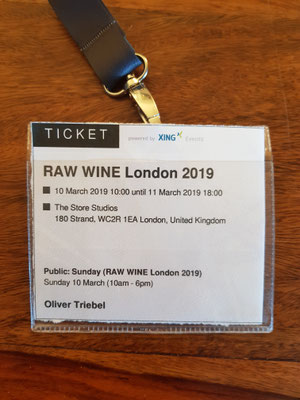 TICKET
powered by XING Events
RAW WINE London 2019
10 March 2019 10:00 until 11 March 2019 18:00
The Store Studios
180 Strand, WC2R 1EA London, United Kingdom
Public: Sunday (RAW WINE London 2019)
Sunday 10 March (10am - 6pm)
Oliver Triebel